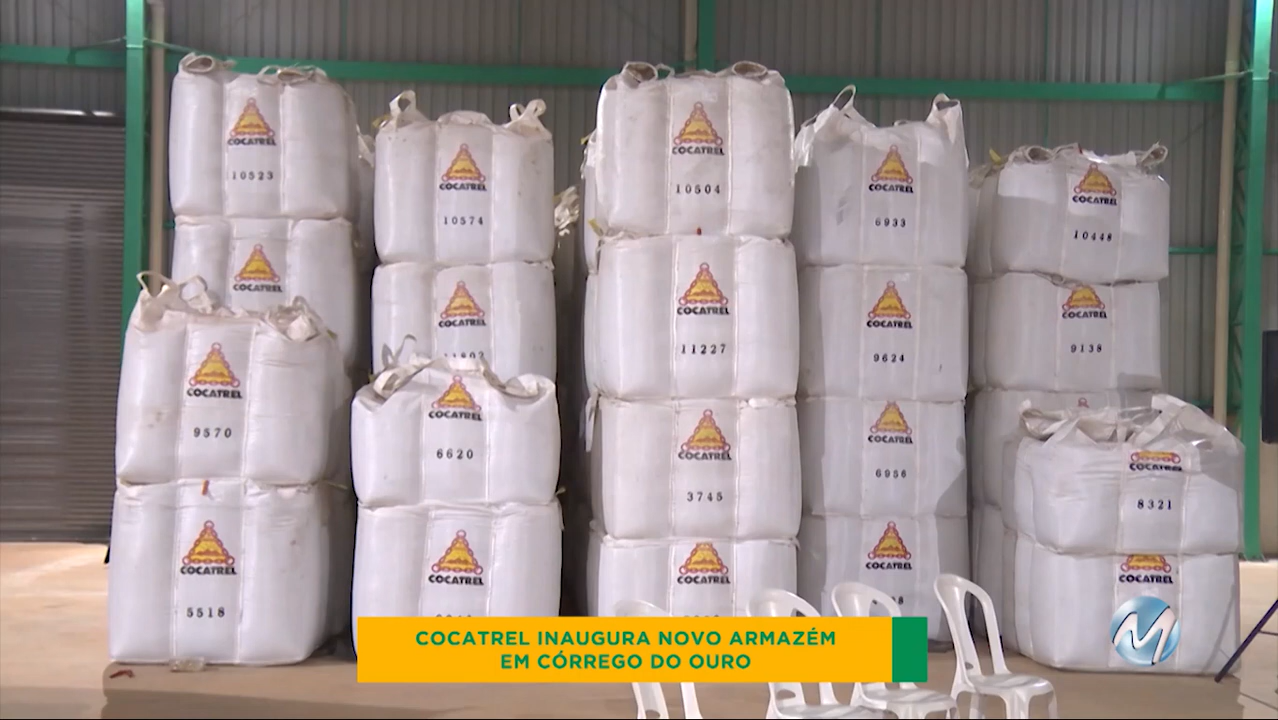 COCATREL
10523
COCATREL
COCATREL
9570
COCATREL
5518
COCATREL
10574
COCATREL
COCATREL
6620
COCATREL
COCATREL
10504
COCATREL
11227
COCATREL
3745
COCATREL
COCATREL
6933
COCATREL
9624
COCATREL
6956
COCATREL
COCATREL
10448
COCATREL
9138
COCATREL
8321
COCATREL
COCATREL INAUGURA NOVO ARMAZÉM
EM CÓRREGO DO OURO
M